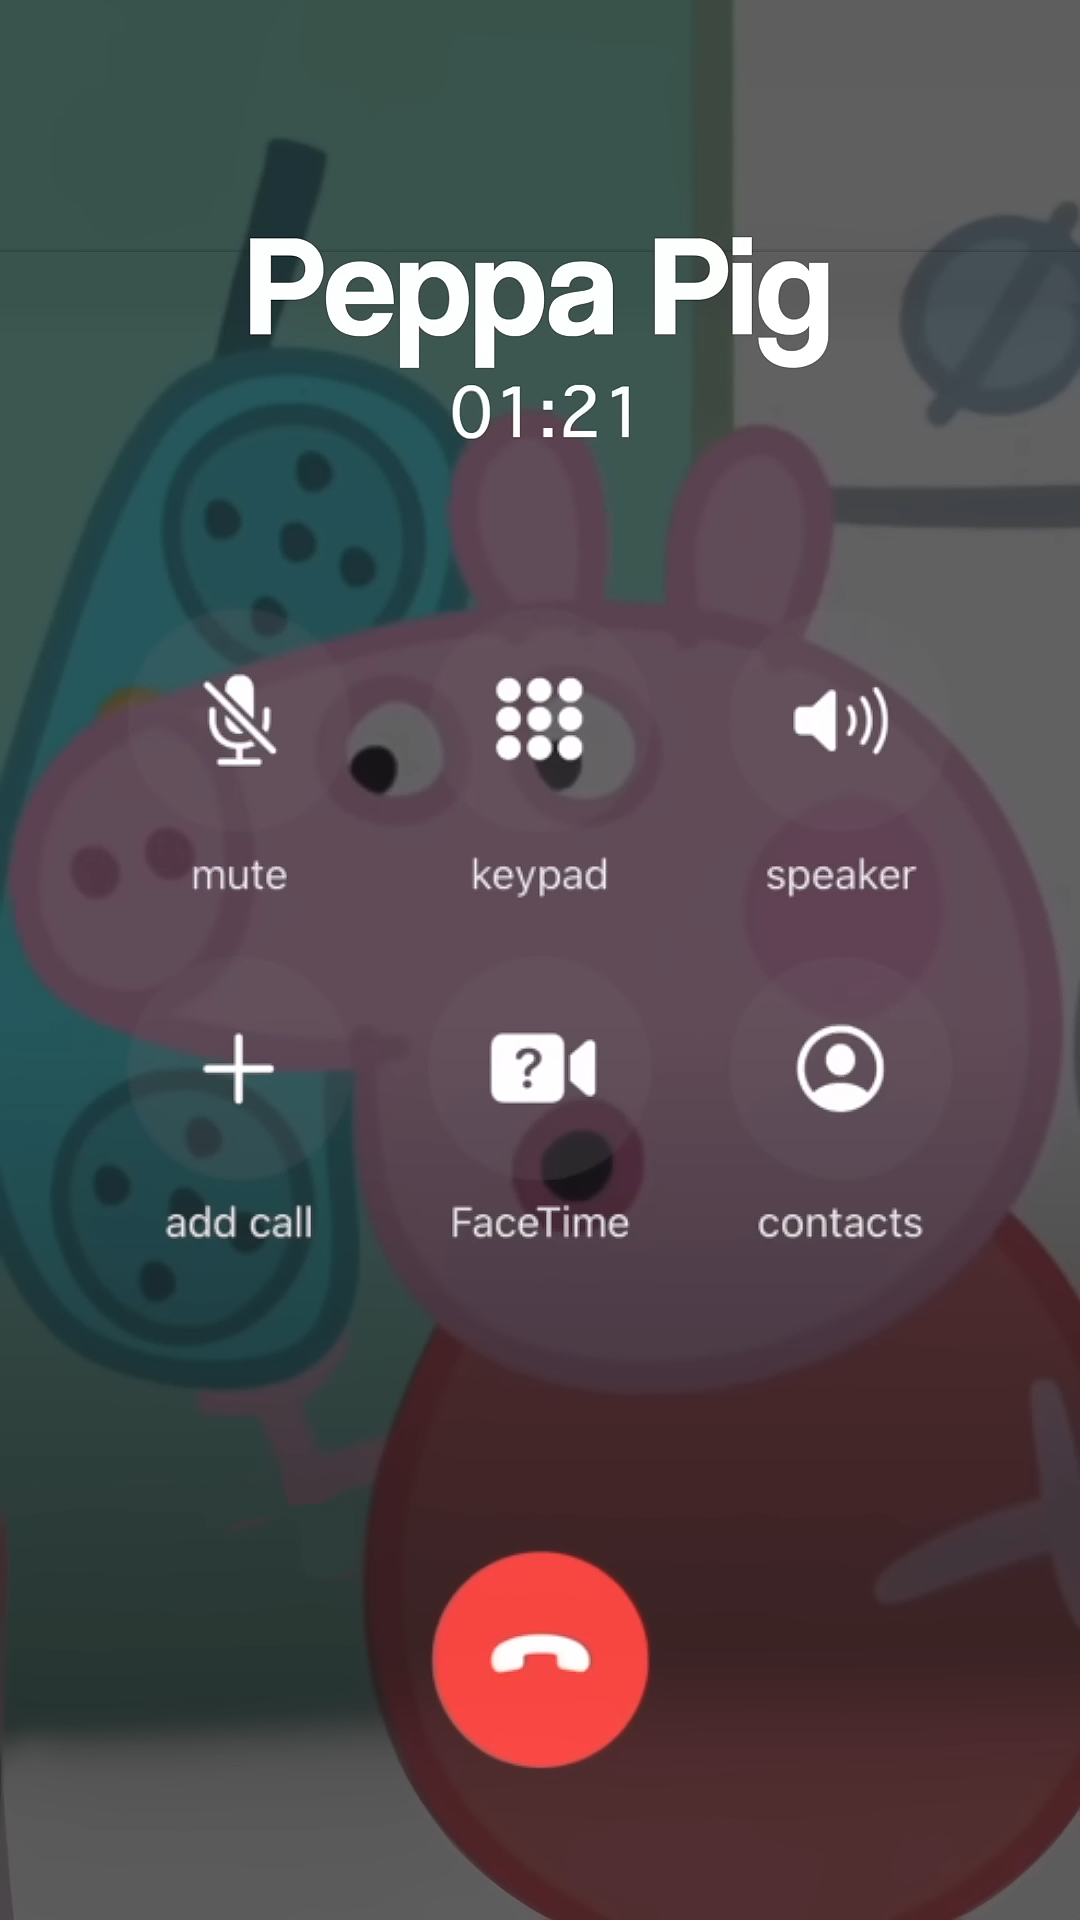 Peppa Pig
01:21
mute keypad speaker
?
add call FaceTime contacts